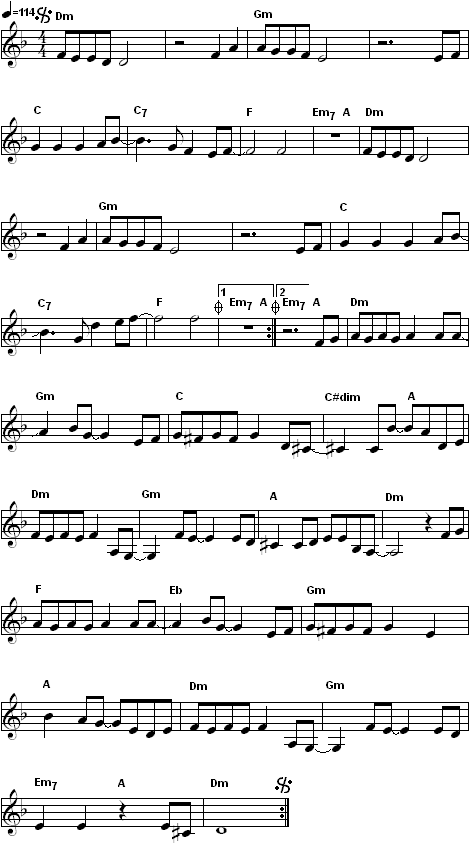 =114 Dm Gm
C C7 F Em7 A Dm
Gm C
C7 F 1 Em7 A 2 Em7 A Dm
Gm C C#dim A
Dm Gm A Dm
F Eb Gm
A Dm Gm
Em7 A Dm